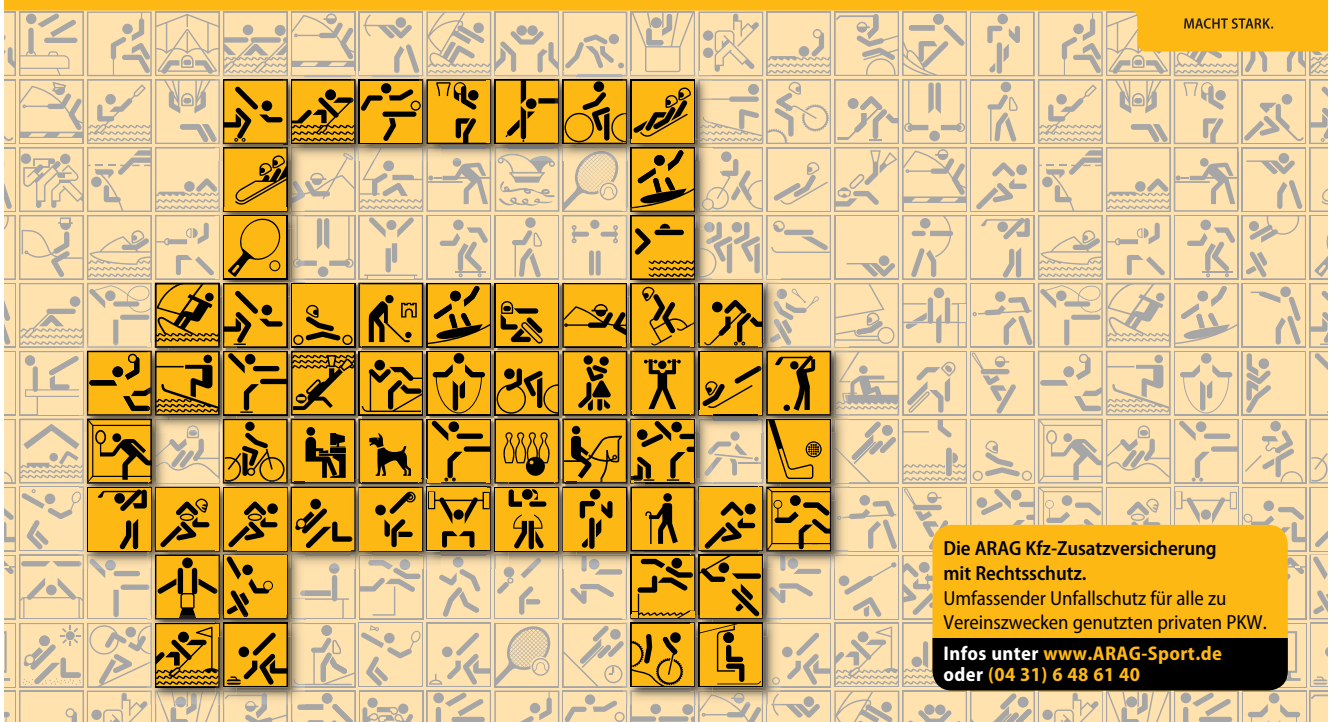 MACHT STARK.
Die ARAG Kfz-Zusatzversicherung
mit Rechtsschutz.
Umfassender Unfallschutz für alle zu
Vereinszwecken genutzten privaten PKW.
Infos unter www.ARAG-Sport.de
oder (04 31) 6 48 61 40